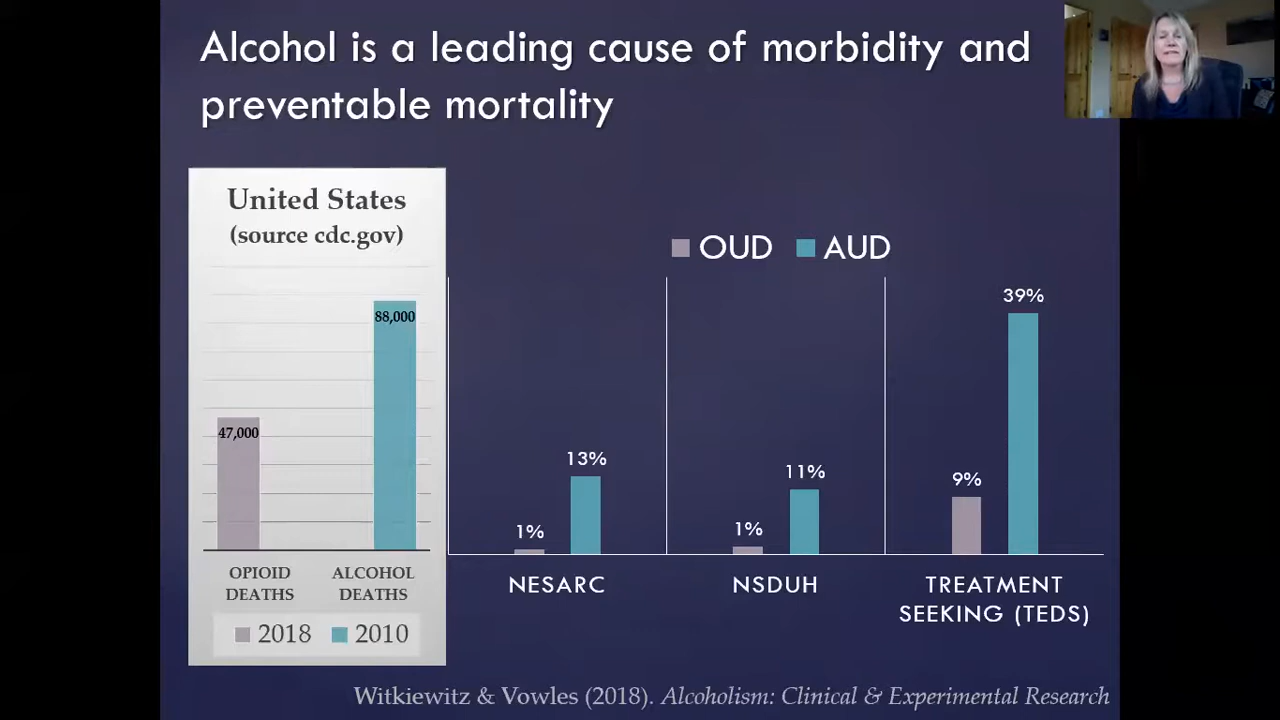 Alcohol is a leading cause of morbidity and
preventable mortality
United States
(source cdc.gov)
88,000
47,000
OPIOID
DEATHS
ALCOHOL
DEATHS
2018 2010
OUD AUD
1%
13%
1%
11%
9%
39%
NESARC
NSDUH
TREATMENT
SEEKING (TEDS)
Witkiewitz & Vowles (2018). Alcoholism: Clinical & Experimental Research